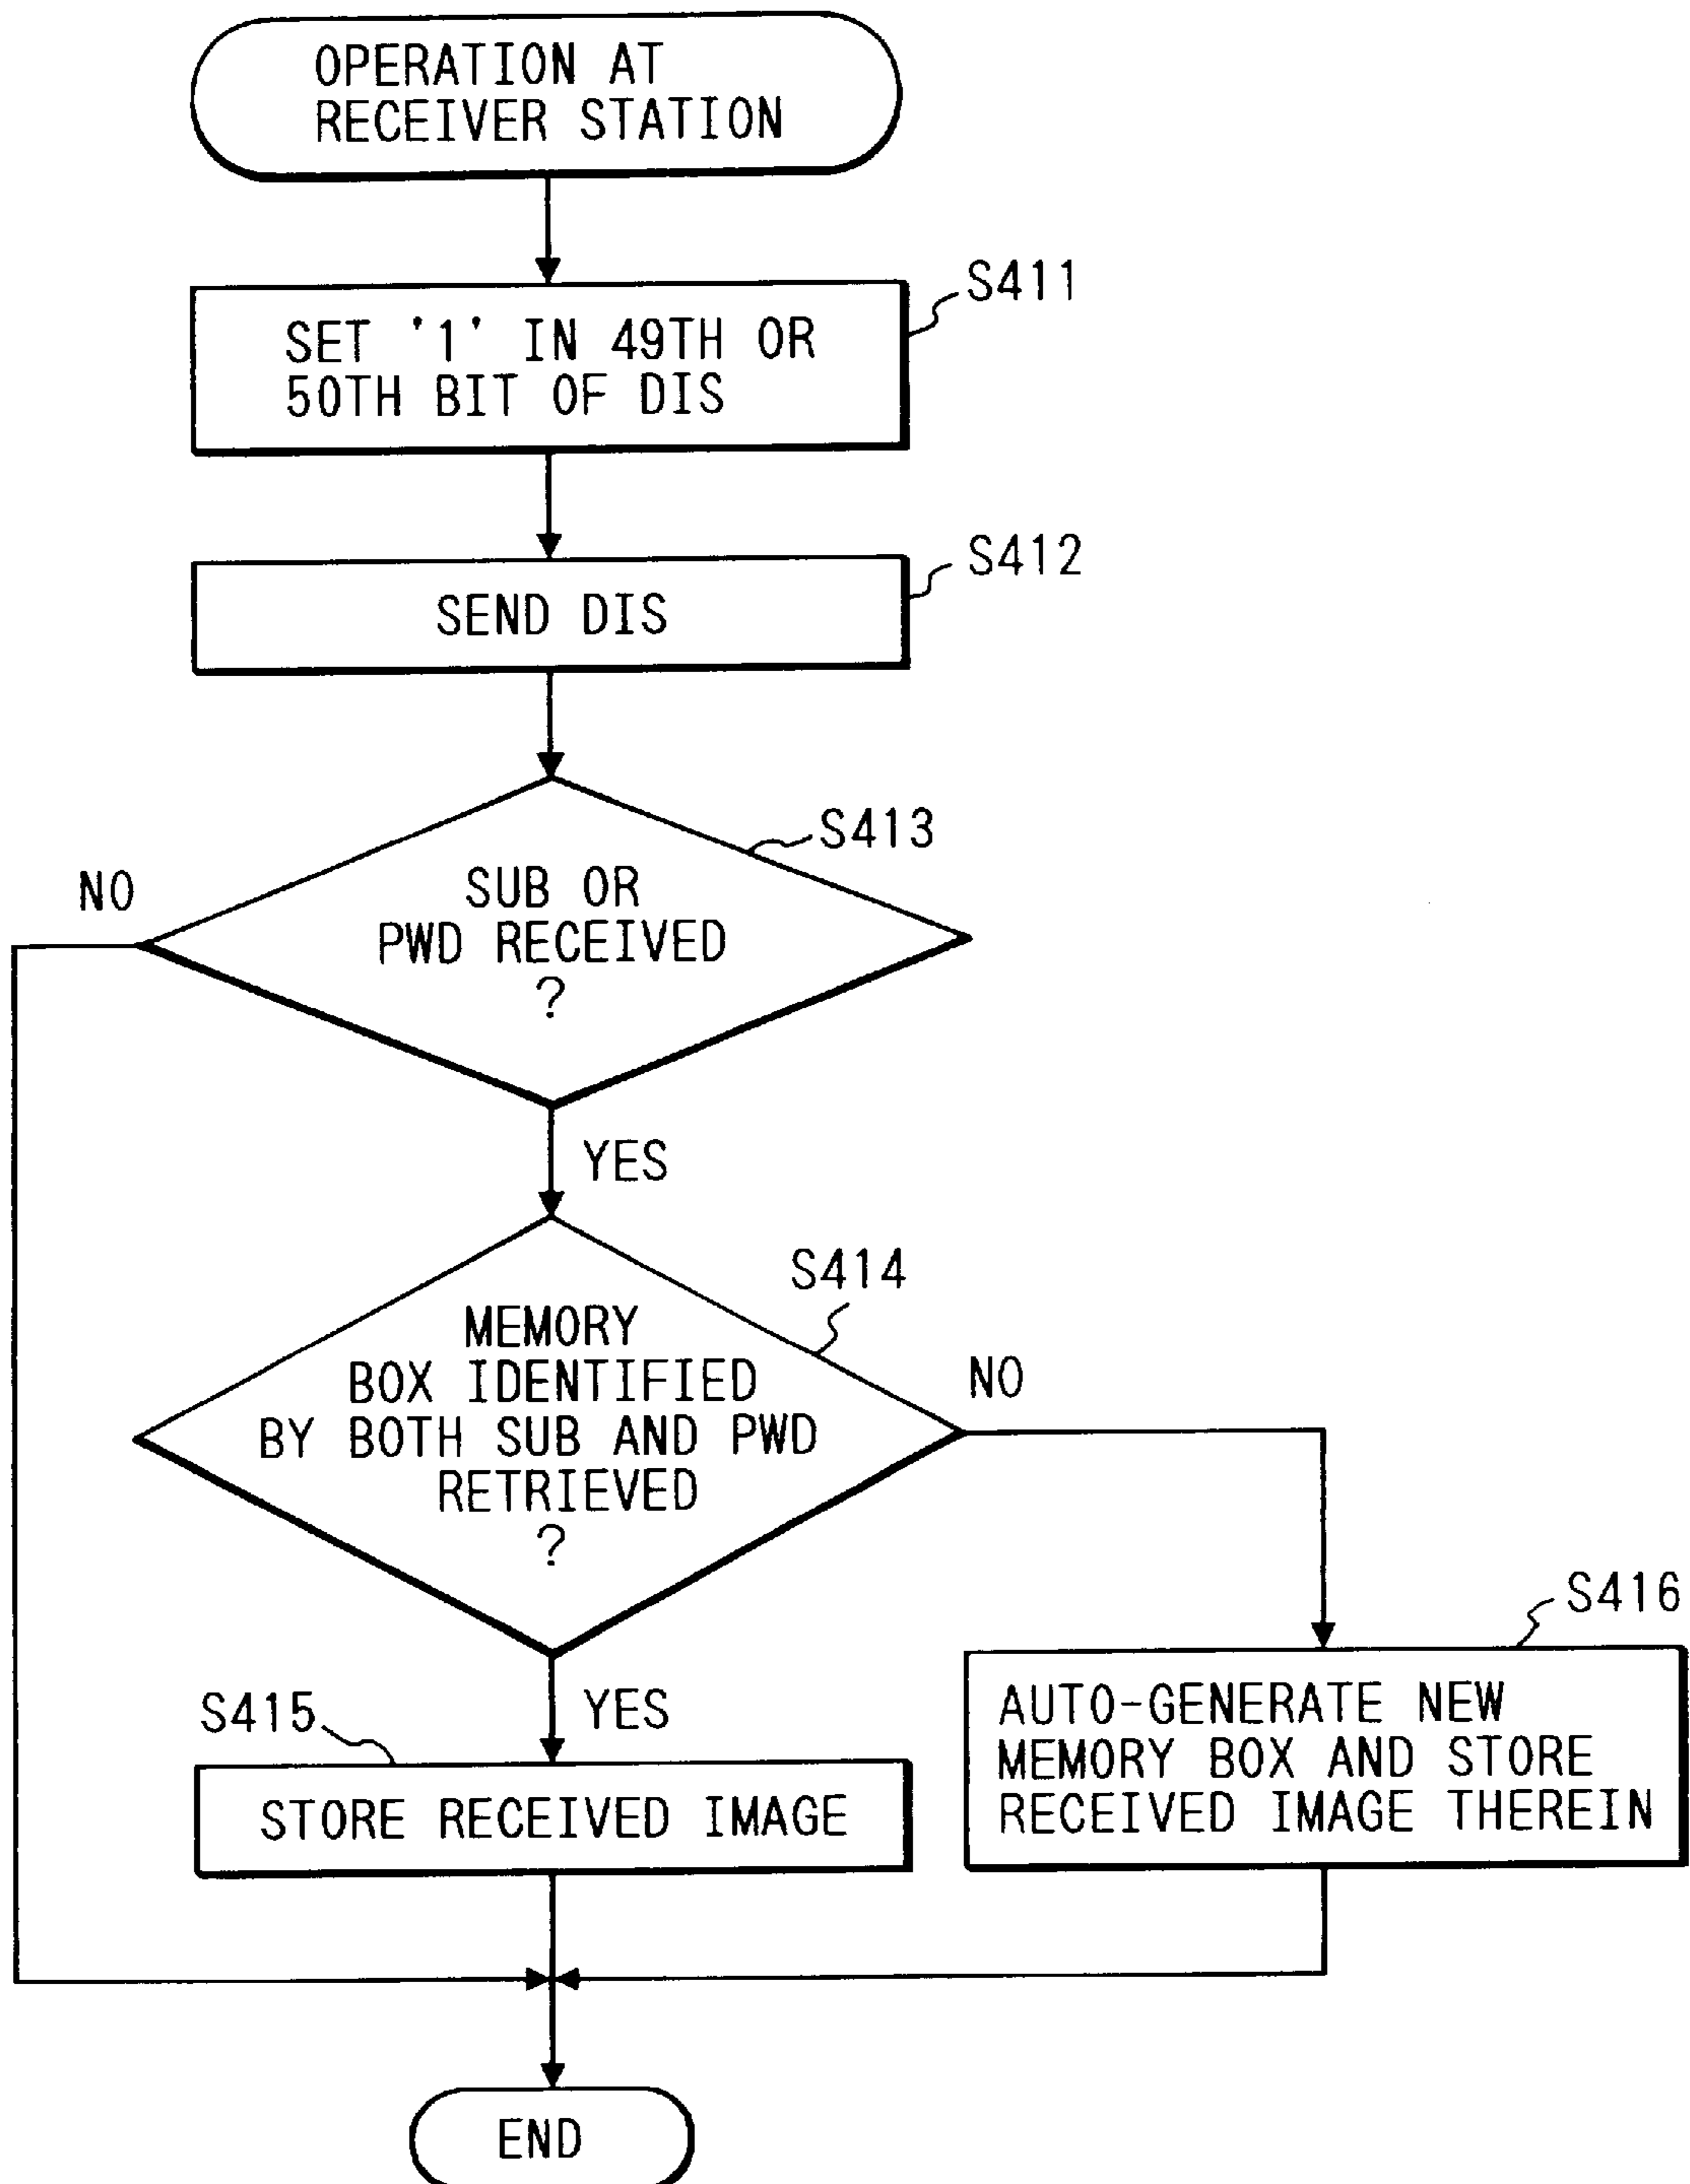 OPERATION AT
RECEIVER STATION
S411
SET '1' IN 49TH OR
50TH BIT OF DIS
S412
SEND DIS
S413
NO
SUB OR
PWD RECEIVED
?
YES
S414
MEMORY
BOX IDENTIFIED
BY BOTH SUB AND PWD
RETRIEVED
?
NO
YES
S415
STORE RECEIVED IMAGE
S416
AUTO-GENERATE NEW
MEMORY BOX AND STORE
RECEIVED IMAGE THEREIN
END